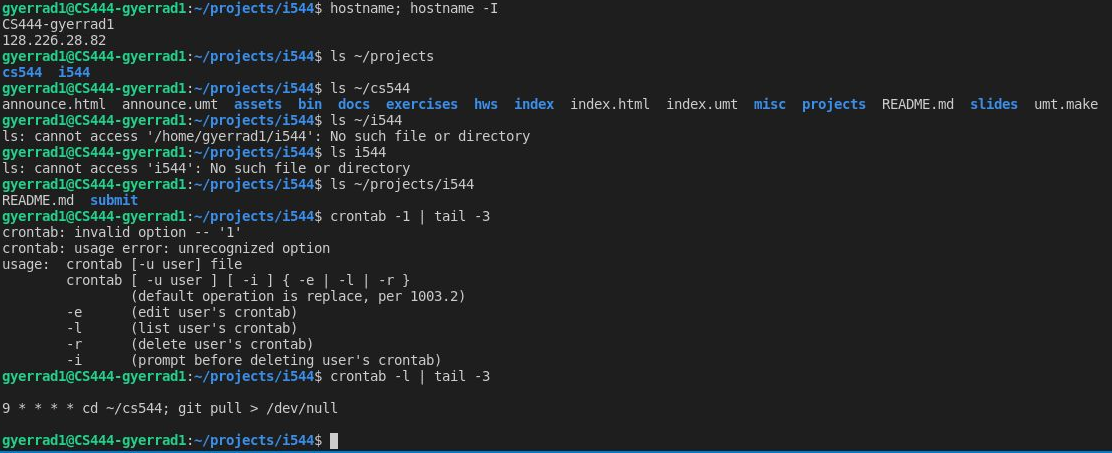 gyerrad1@CS444-gyerrad1:~/projects/i544$ hostname; hostname -I
CS444-gyerrad1
128.226.28.82
gyerrad1@CS444-gyerrad1:~/projects/i544$ ls ~/projects
cs544  i544
gyerrad1@CS444-gyerrad1:~/projects/i544$ ls ~/cs544
announce.html  announce.umt  assets  bin  docs  exercises  hws  index  index.html  index.umt  misc  projects  README.md  slides  umt.make
gyerrad1@CS444-gyerrad1:~/projects/i544$ ls ~/i544
ls: cannot access '/home/gyerrad1/i544': No such file or directory
gyerrad1@CS444-gyerrad1:~/projects/i544$ ls i544
ls: cannot access 'i544': No such file or directory
gyerrad1@CS444-gyerrad1:~/projects/i544$ ls ~/projects/i544
README.md  submit
gyerrad1@CS444-gyerrad1:~/projects/i544$ crontab -1 | tail -3
crontab: invalid option -- '1'
crontab: usage error: unrecognized option
usage:  crontab [-u user] file
        crontab [ -u user ] [ -i ] { -e | -l | -r }
                (default operation is replace, per 1003.2)
        -e      (edit user's crontab)
        -l      (list user's crontab)
        -r      (delete user's crontab)
        -i      (prompt before deleting user's crontab)
gyerrad1@CS444-gyerrad1:~/projects/i544$ crontab -l | tail -3
9 * * * * cd ~/cs544; git pull > /dev/null
gyerrad1@CS444-gyerrad1:~/projects/i544$